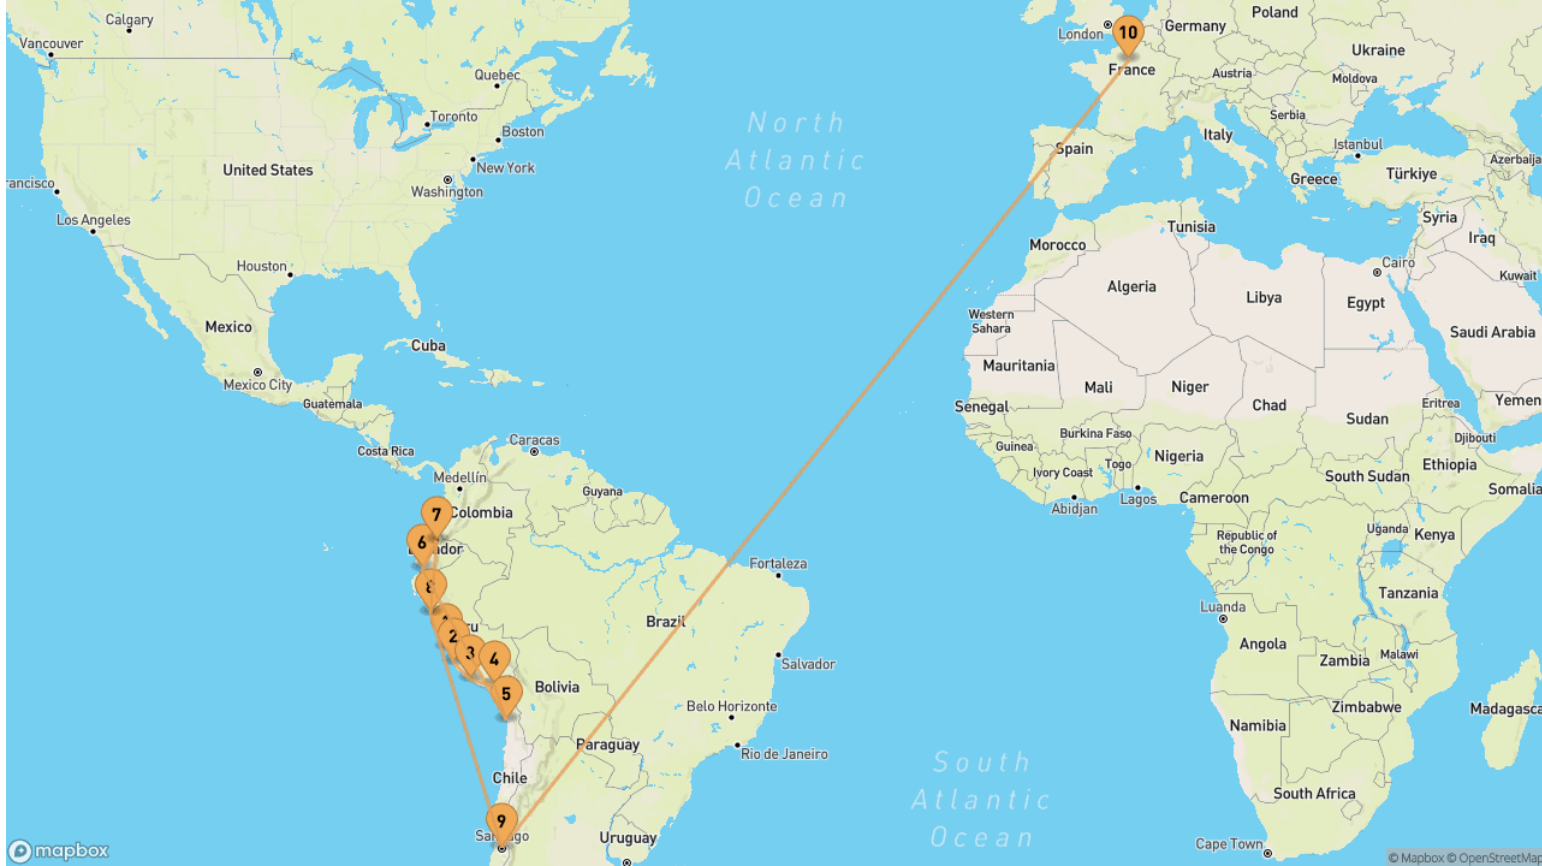 Calgary
Vancouver
Quebec
Toronto
Boston
New York
Washington
United States
rancisco
Los Angeles
Houston
Mexico
Mexico City
Cuba
Guatemala
Costa Rica
Caracas
Medellín
Colombia
Guyana
North
Atlantic
Ocean
London
10
France
Germany
Poland
Ukraine
Austria
Moldova
Serbia
Italy
Spain
Istanbul
Greece
Türkiye
Azerbaija
Syria
Iraq
Kuwait
Cairo
Tunisia
Morocco
Algeria
Libya
Egypt
Saudi Arabia
Western
Sahara
Mauritania
Mali
Niger
Chad
Sudan
Eritrea
Yemen
Djibouti
Senegal
Guinea
Burkina Faso
Ivory Coast
Togo
Nigeria
Abidjan
Lagos
Cameroon
South Sudan
Ethiopia
Somalia
Republic of
the Congo
Uganda
Kenya
Tanzania
Luanda
Angola
Zambia
Malawi
Zimbabwe
Namibia
Madagasca
South Africa
Cape Town
7
6
dor
8
1
ru
2
3
4
5
Fortaleza
Brazil
Salvador
Bolivia
Belo Horizonte
Rio de Janeiro
Paraguay
Chile
9
Uruguay
South
Atlantic
Ocean
mapbox
© Mapbox © OpenStreetMap